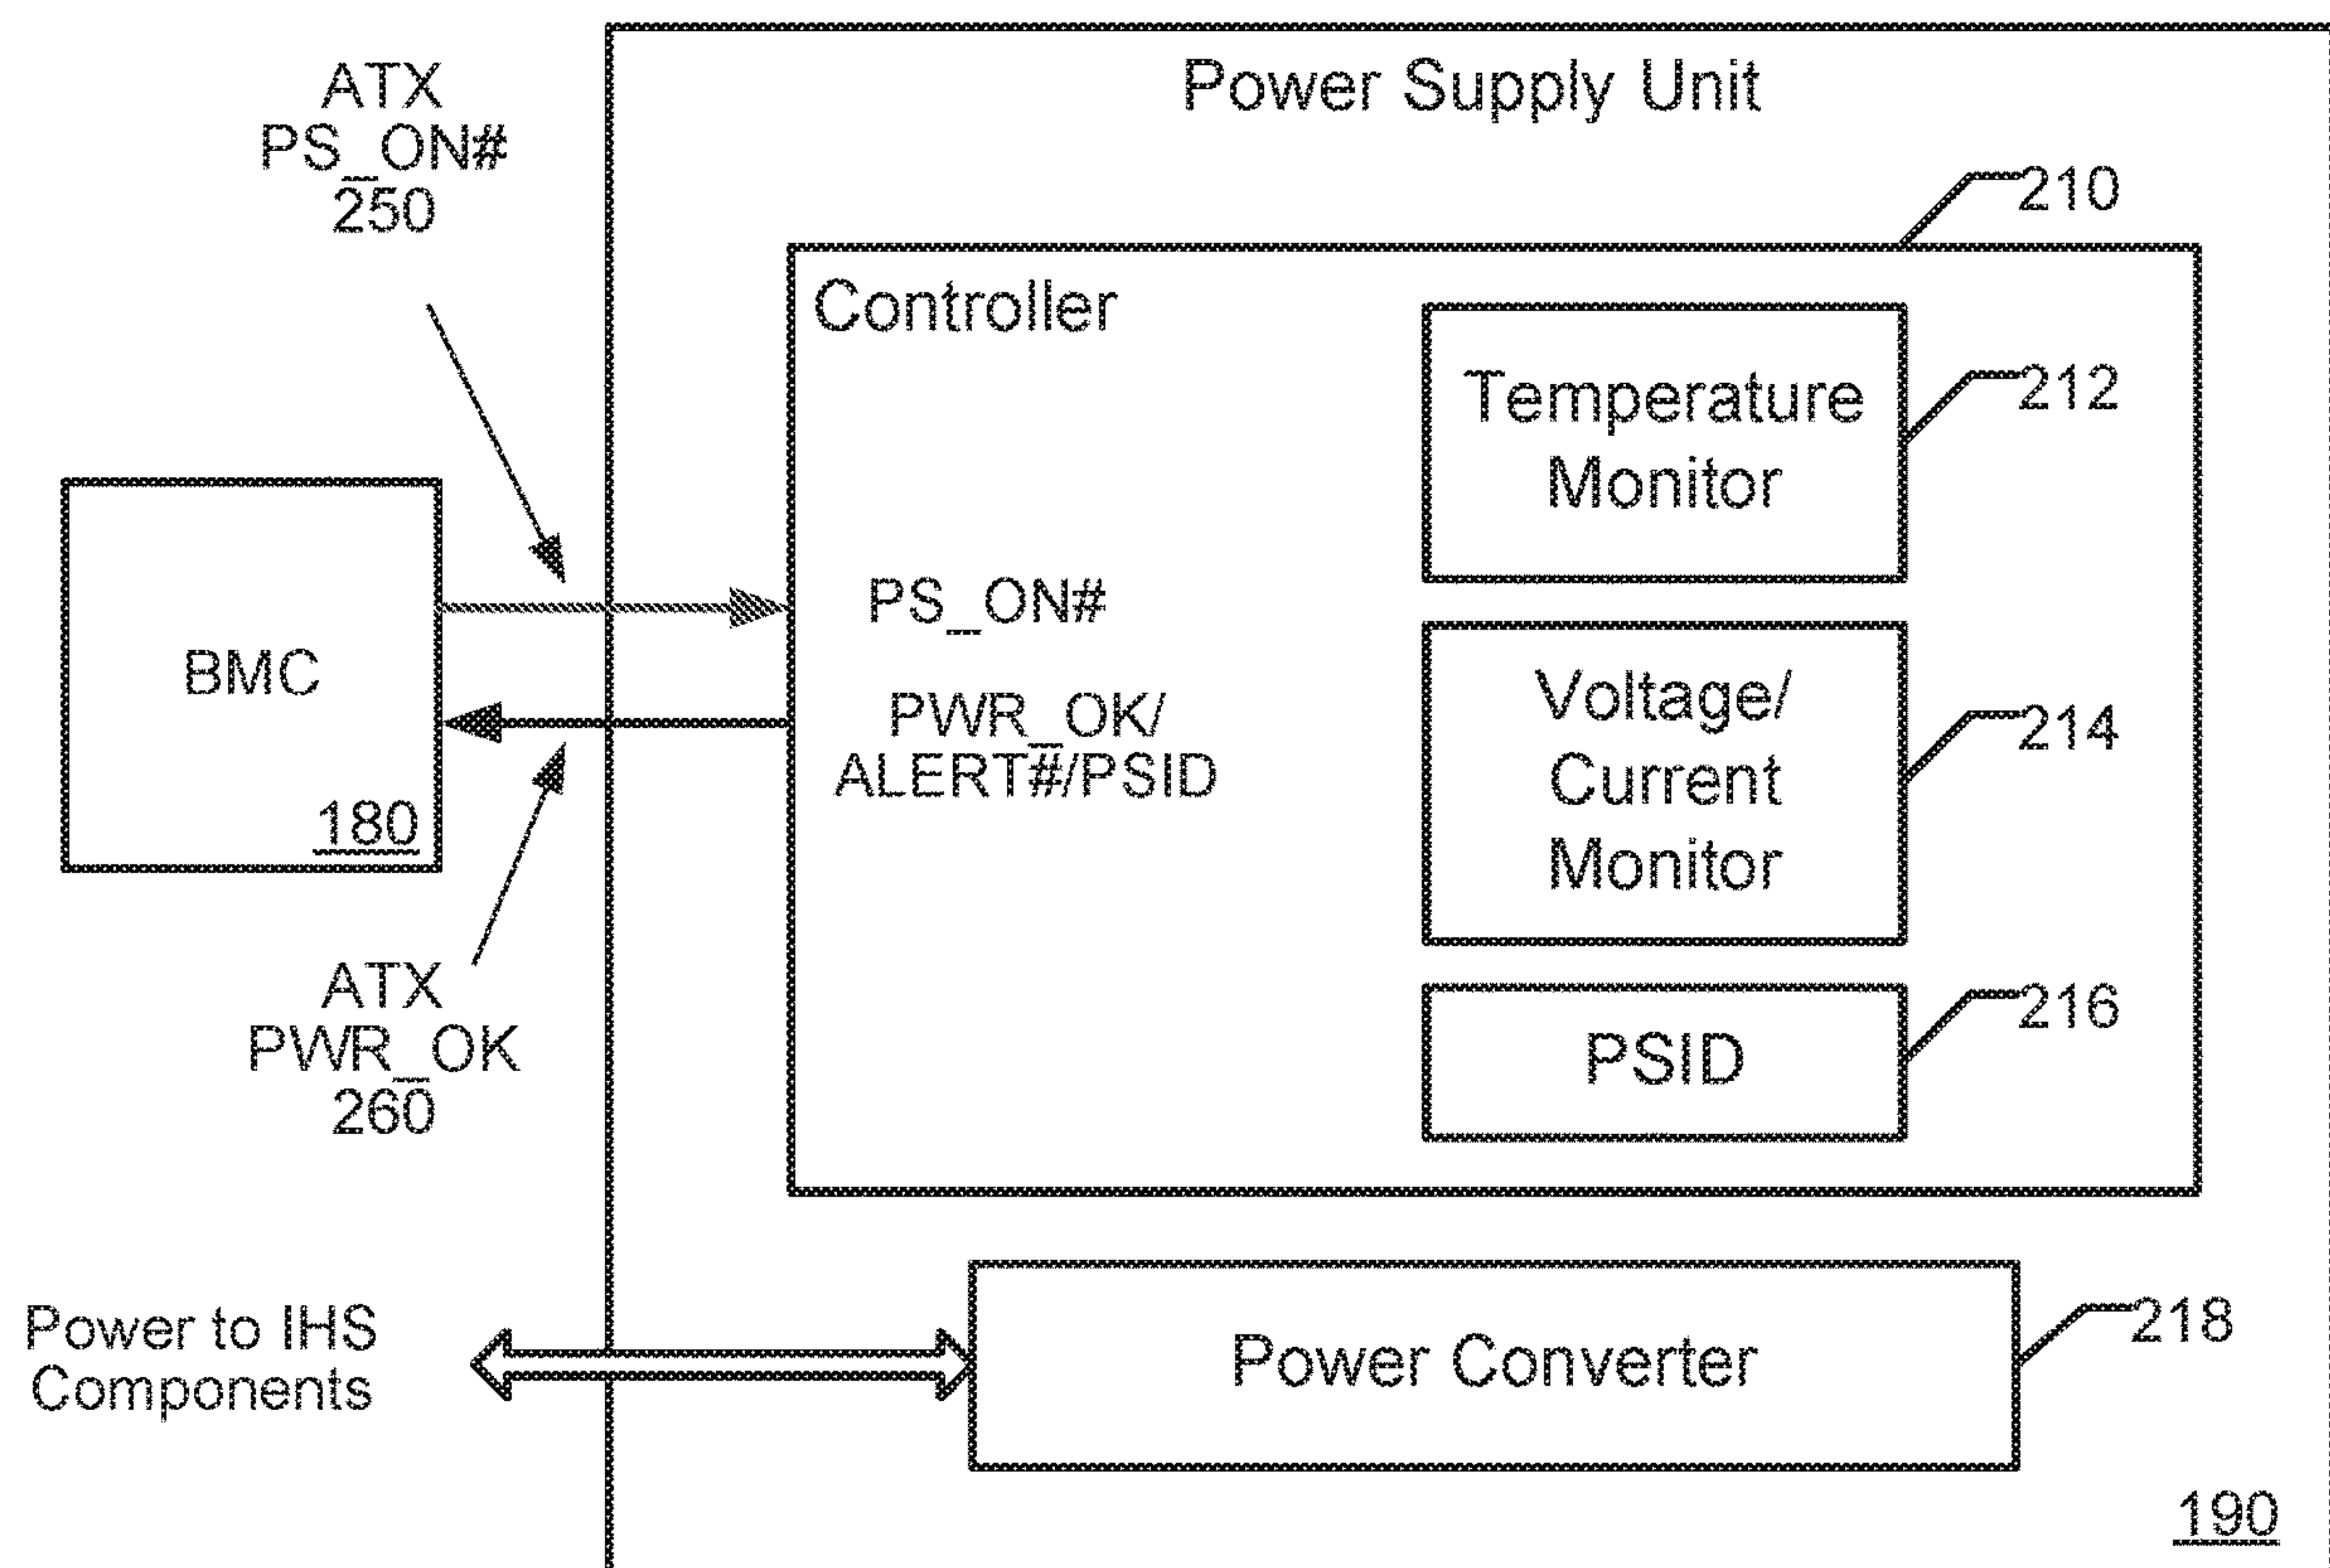 ATX
PS_ON#
250
Power Supply Unit
210
Controller
Temperature
Monitor
212
BMC
180
PS_ON#
PWR_OK/
ALERT#/PSID
Voltage/
Current
Monitor
214
ATX
PWR_OK
260
PSID
216
Power to IHS
Components
Power Converter
218
190